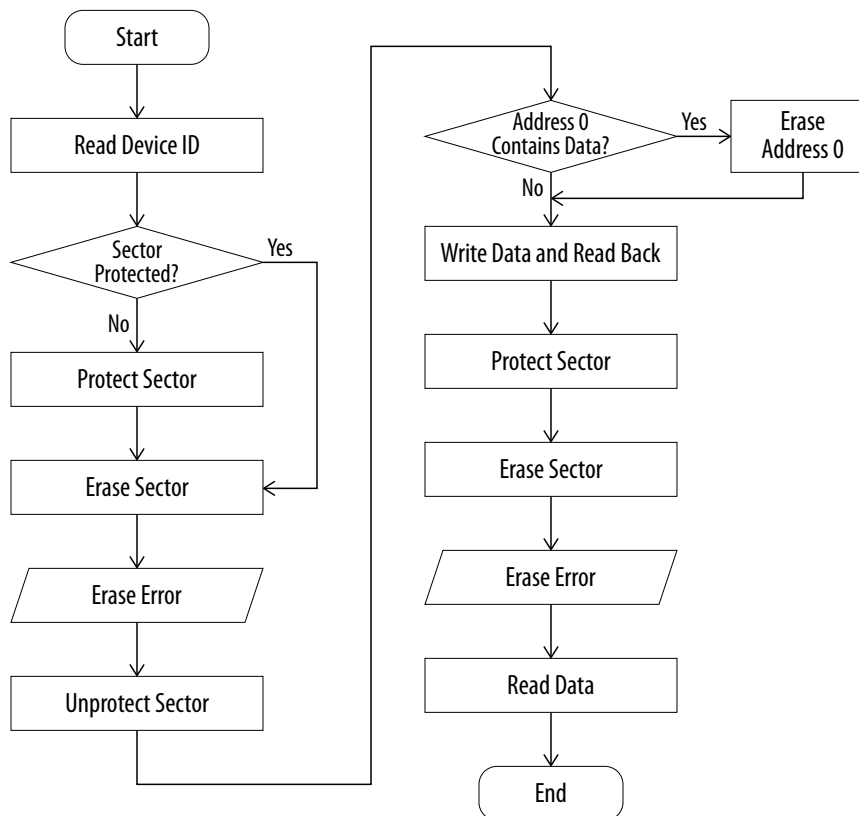 Start
Read Device ID
Sector
Protected?
Yes
No
Protect Sector
Erase Sector
Erase Error
Unprotect Sector
Address 0
Contains Data?
Yes
Erase
Address 0
No
Write Data and Read Back
Protect Sector
Erase Sector
Erase Error
Read Data
End